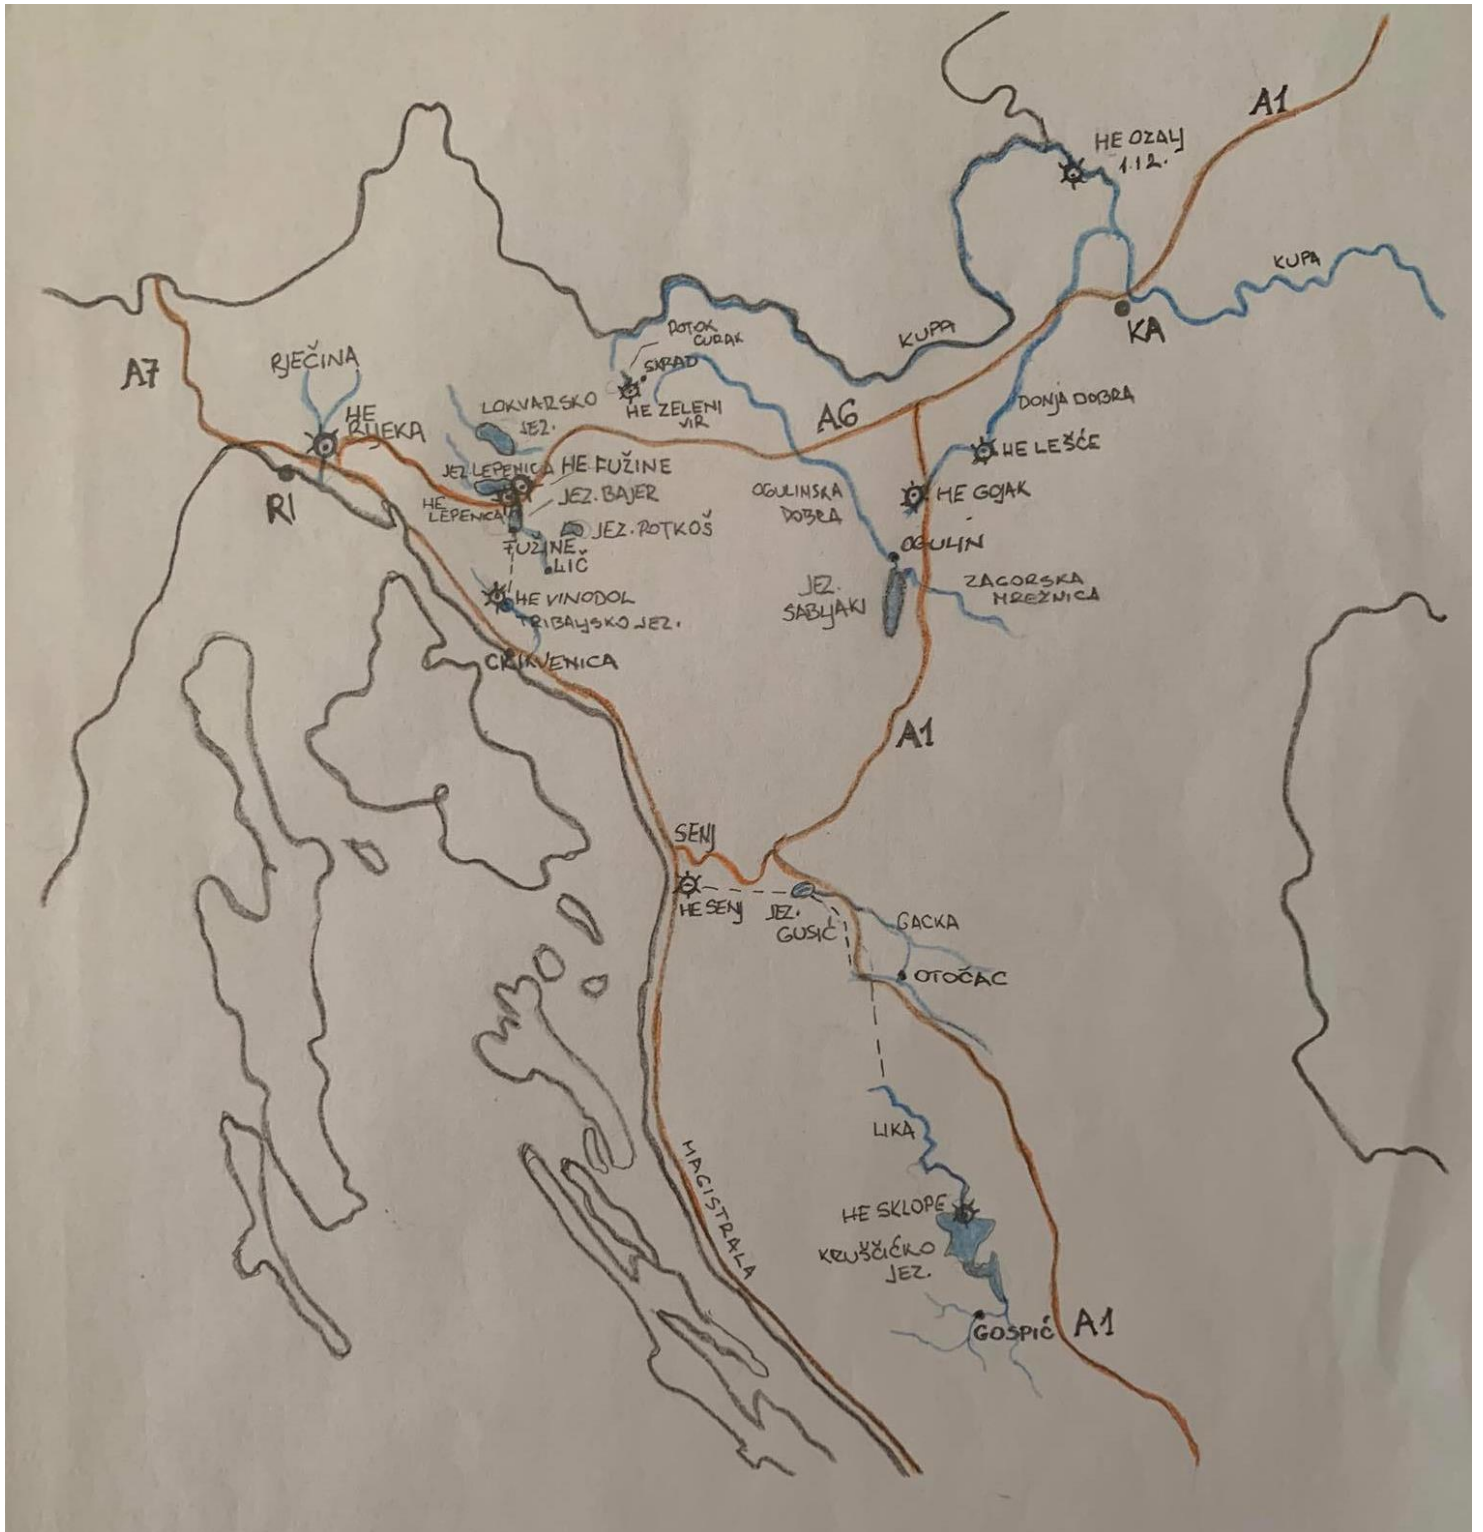 A1
HE OZALJ
1.I 2.
KUPA
KA
KUPA
POTOK
CURAK
SKRAD
A7
RJEČINA
HE
RIJEKA
LOKVARSKO
JEZ.
HE ZELENI
VIR
A6
DONJA DOBRA
HE LEŠĆE
JEZ. LEPENICA
HE FUŽINE
RI
HE
LEPENICA
JEZ. BAJER
OGULINSKA
DOBRA
HE GOJAK
JEZ. POTKOŠ
FUŽINE
LIČ
OGULIN
HE VINODOL
TRIBALJSKO JEZ.
JEZ.
SABLJAKI
ZAGORSKA
MREŽNICA
CRIKVENICA
A1
SENJ
HE SENJ
JEZ.
GUSIĆ
GACKA
OTOČAC
LIKA
MAGISTRALA
HE SKLOPE
KRUŠČIĆKO
JEZ.
GOSPIĆ
A1